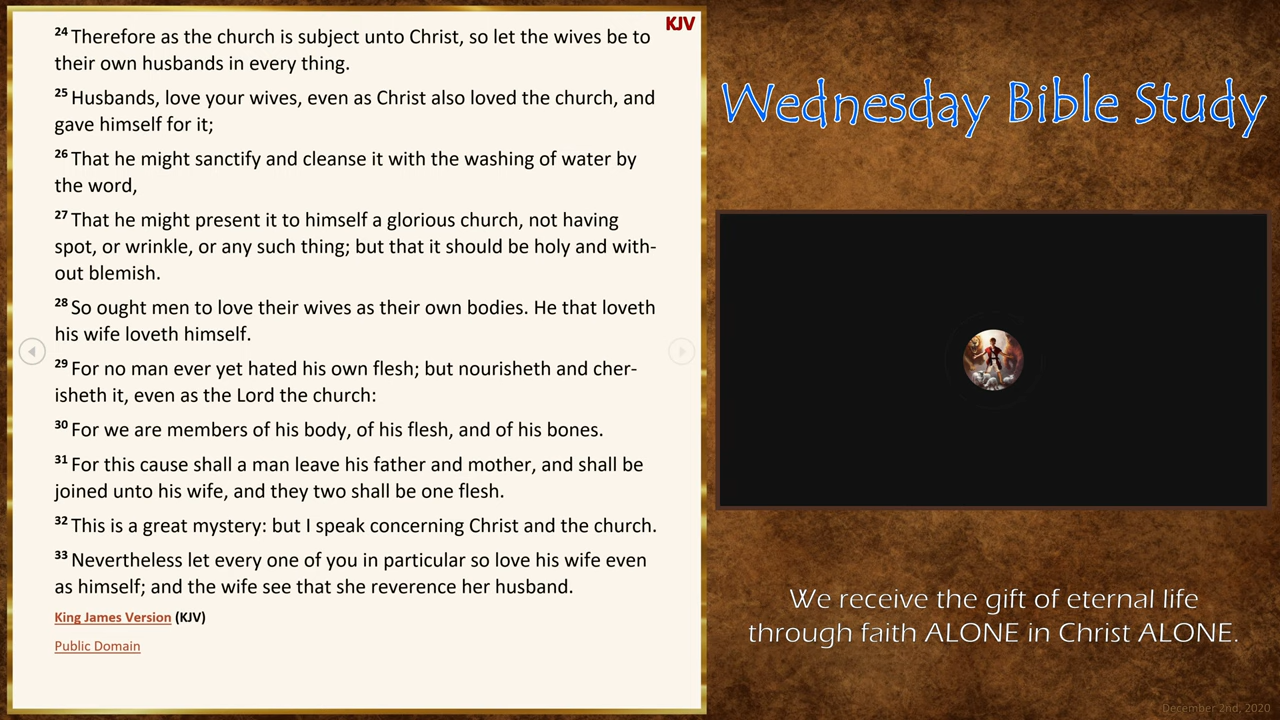 KJV
24 Therefore as the church is subject unto Christ, so let the wives be to
their own husbands in every thing.
25 Husbands, love your wives, even as Christ also loved the church, and
gave himself for it;
26 That he might sanctify and cleanse it with the washing of water by
the word,
27 That he might present it to himself a glorious church, not having
spot, or wrinkle, or any such thing; but that it should be holy and with-
out blemish.
28 So ought men to love their wives as their own bodies. He that loveth
his wife loveth himself.
29 For no man ever yet hated his own flesh; but nourisheth and cher-
isheth it, even as the Lord the church:
30 For we are members of his body, of his flesh, and of his bones.
31 For this cause shall a man leave his father and mother, and shall be
joined unto his wife, and they two shall be one flesh.
32 This is a great mystery: but I speak concerning Christ and the church.
33 Nevertheless let every one of you in particular so love his wife even
as himself; and the wife see that she reverence her husband.
King James Version (KJV)
Public Domain
Wednesday Bible Study
We receive the gift of eternal life
through faith ALONE in Christ ALONE.
December 2nd, 2020